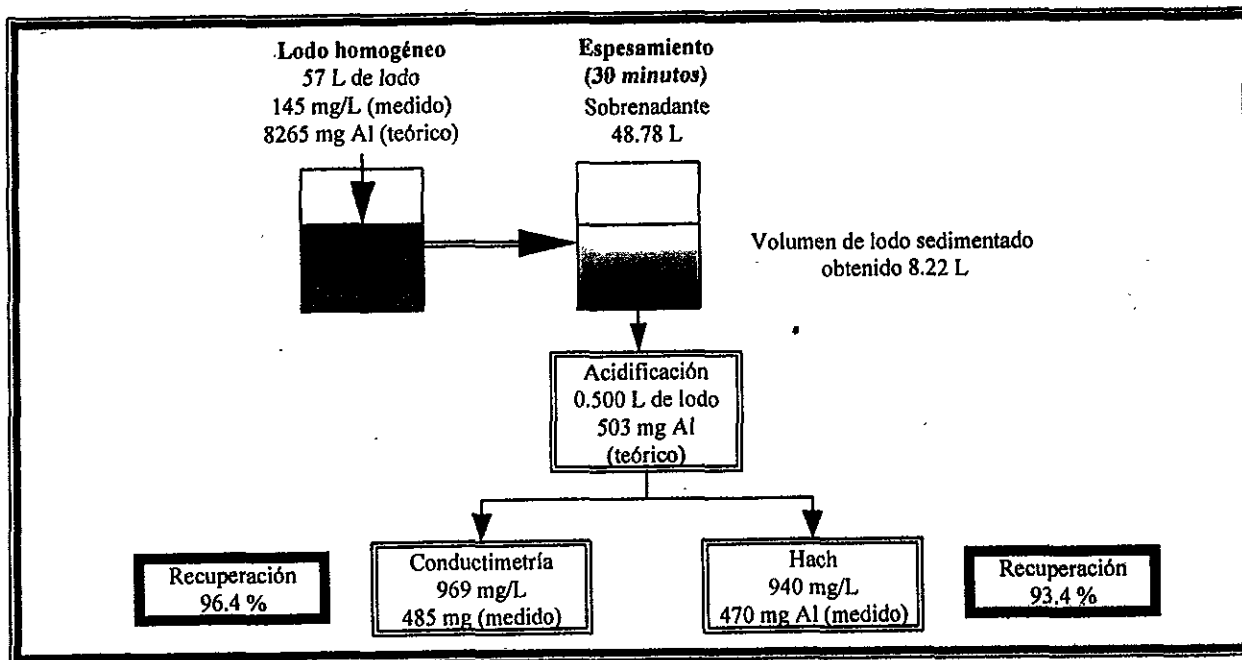 Lodo homogéneo
57 L de lodo
145 mg/L (medido)
8265 mg Al (teórico)
Espesamiento
(30 minutos)
Sobrenadante
48.78 L
Volumen de lodo sedimentado
obtenido 8.22 L
Acidificación
0.500 L de lodo
503 mg Al
(teórico)
Recuperación
96.4 %
Conductimetría
969 mg/L
485 mg (medido)
Hach
940 mg/L
470 mg Al (medido)
Recuperación
93.4 %